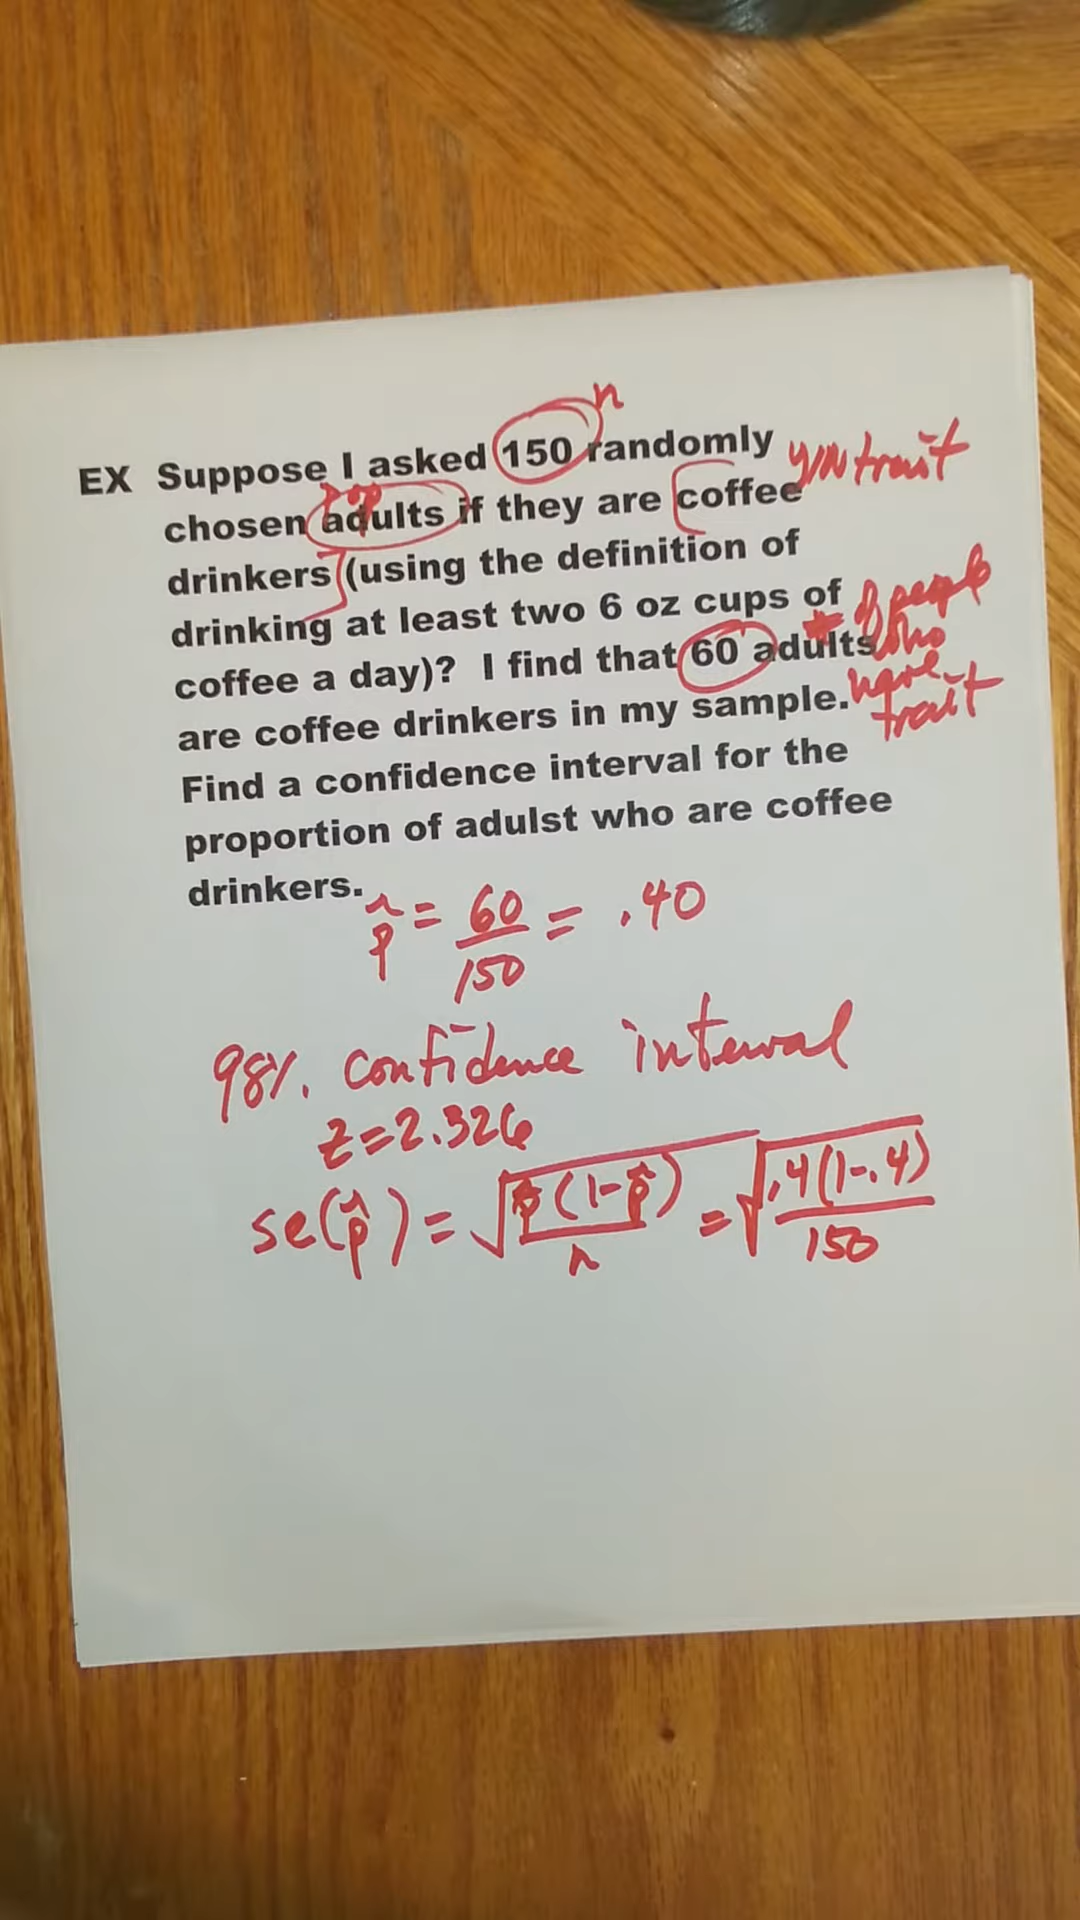 n
EX Suppose I asked 150 randomly y/n trait
pop
chosen adults if they are coffee
drinkers (using the definition of
drinking at least two 6 oz cups of # of people
coffee a day)? I find that 60 adults who
are coffee drinkers in my sample. have trait
Find a confidence interval for the
proportion of adulst who are coffee
drinkers.
p̂ = 60/150 = .40
98%. confidence interval
z=2.326
se(p̂) = √(p̂(1-p̂)/n) = √(.4(1-.4)/150)